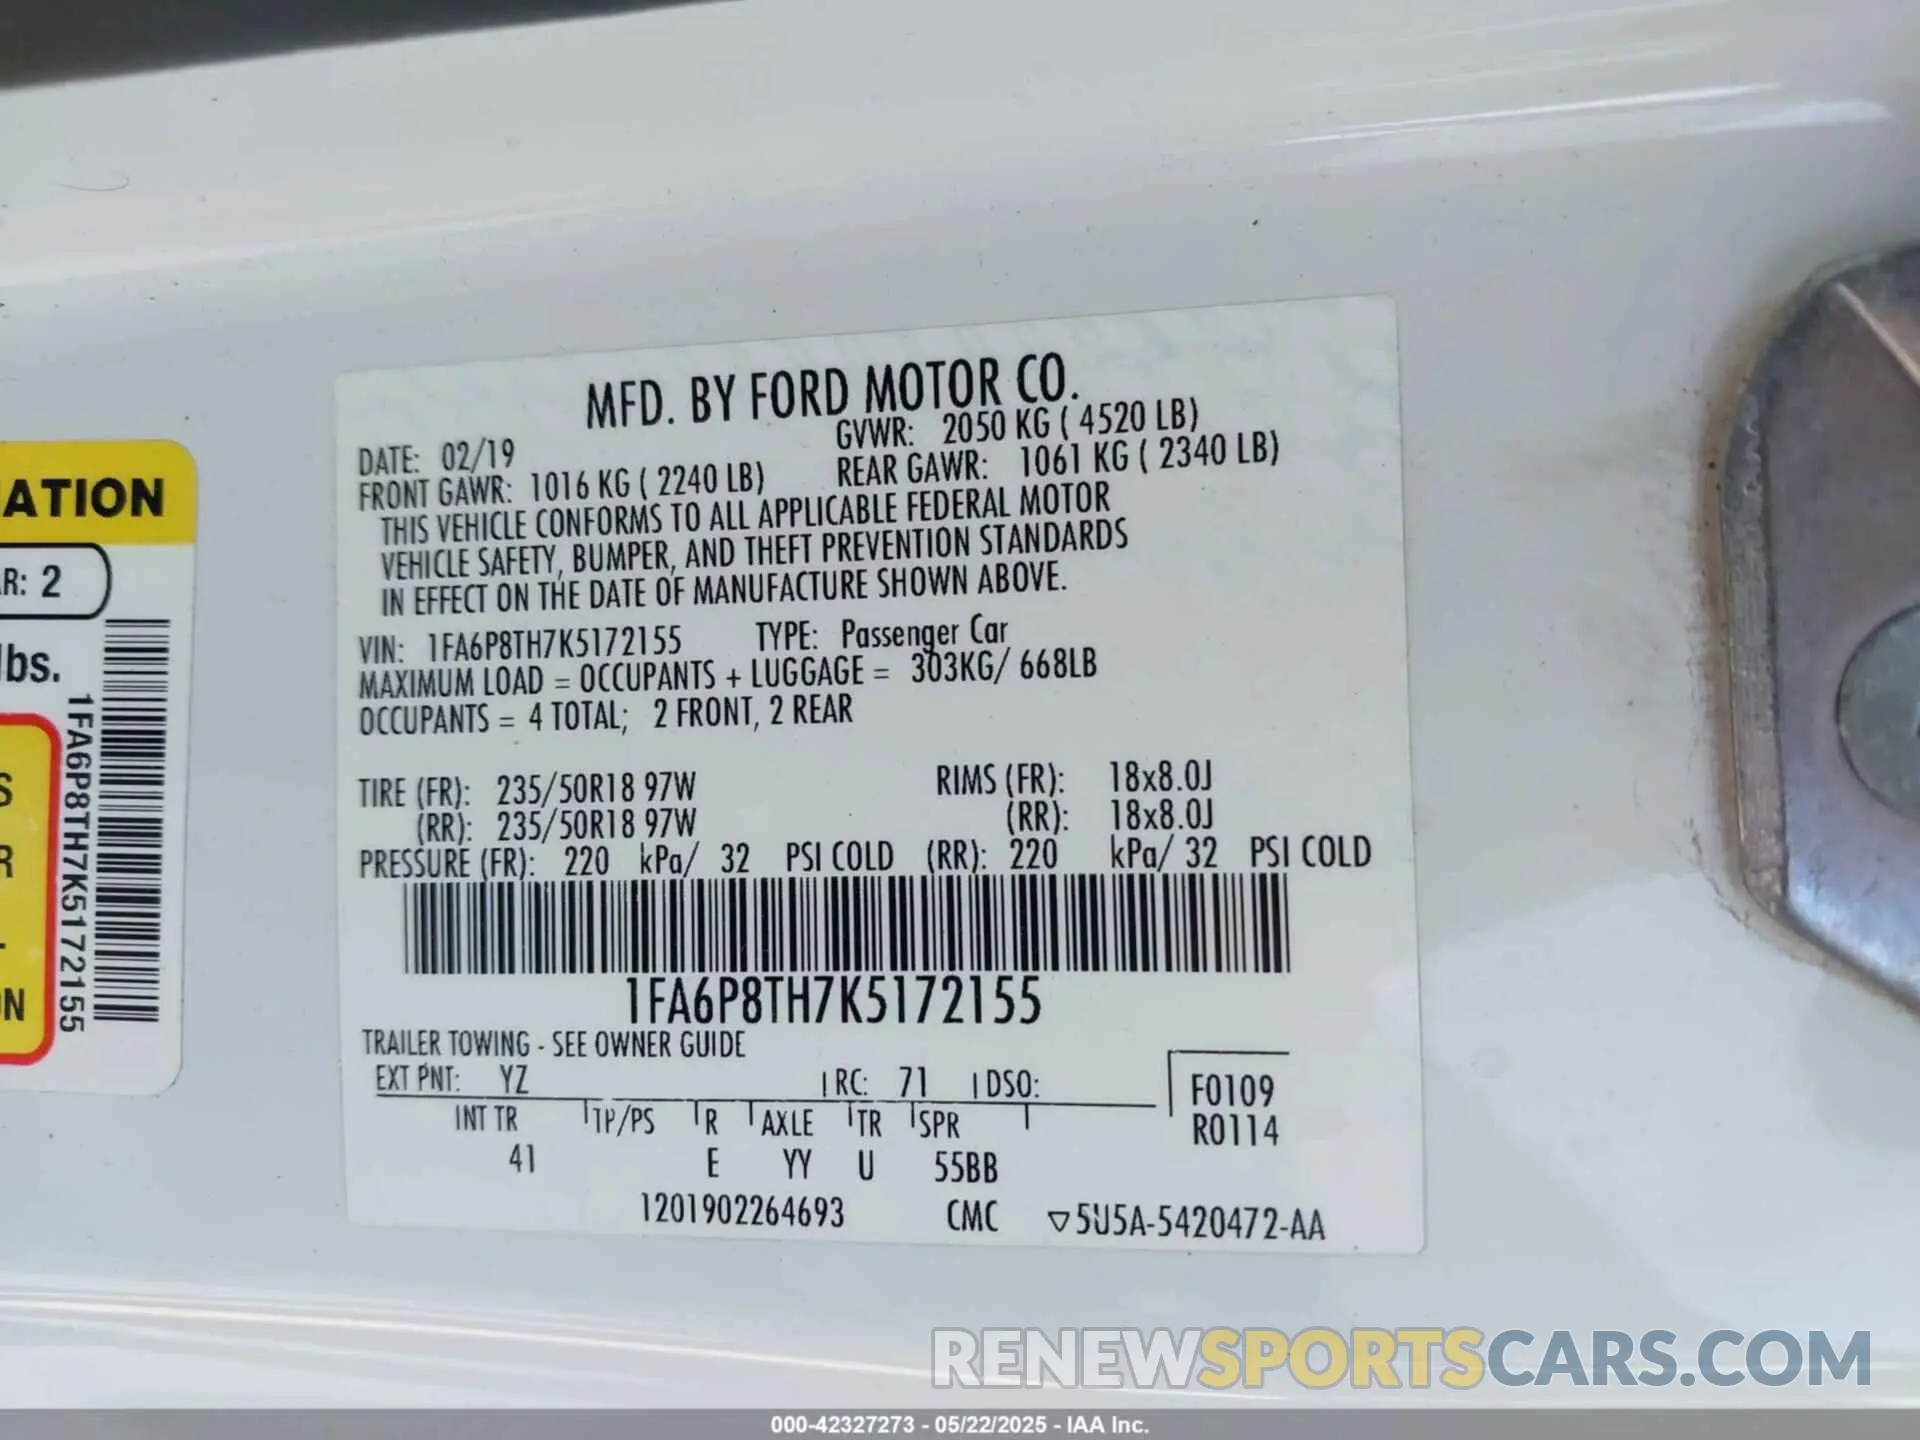 MFD. BY FORD MOTOR CO.
DATE: 02/19 GVWR: 2050 KG ( 4520 LB)
FRONT GAWR: 1016 KG ( 2240 LB) REAR GAWR: 1061 KG ( 2340 LB)
THIS VEHICLE CONFORMS TO ALL APPLICABLE FEDERAL MOTOR
VEHICLE SAFETY, BUMPER, AND THEFT PREVENTION STANDARDS
IN EFFECT ON THE DATE OF MANUFACTURE SHOWN ABOVE.
VIN: 1FA6P8TH7K5172155 TYPE: Passenger Car
MAXIMUM LOAD = OCCUPANTS + LUGGAGE = 303KG/ 668LB
OCCUPANTS = 4 TOTAL; 2 FRONT, 2 REAR
TIRE (FR): 235/50R18 97W RIMS (FR): 18x8.0J
(RR): 235/50R18 97W (RR): 18x8.0J
PRESSURE (FR): 220 kPa/ 32 PSI COLD (RR): 220 kPa/ 32 PSI COLD
1FA6P8TH7K5172155
TRAILER TOWING - SEE OWNER GUIDE
EXT PNT: YZ RC: 71 DSO: F0109
INT TR TP/PS R AXLE TR SPR R0114
41 E YY U 55BB
1201902264693 CMC ▽5U5A-5420472-AA
ATION
R: 2
lbs.
1FA6P8TH7K5172155
S
R
N
RENEWSPORTSCARS.COM
000-42327273 - 05/22/2025 - IAA Inc.